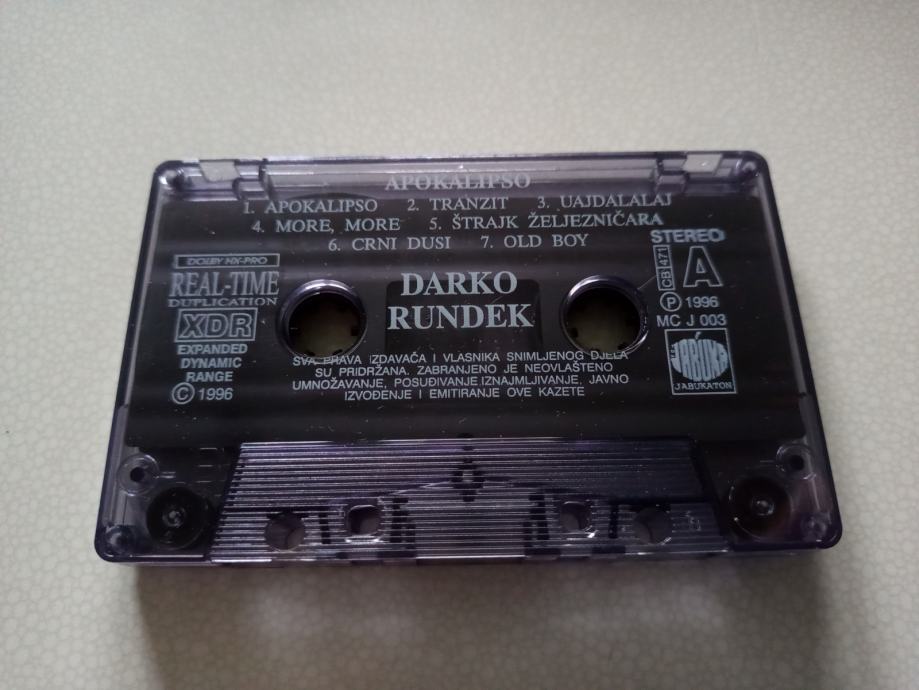 APOKALIPSO
1. APOKALIPSO 2. TRANZIT 3. UAJDALALAJ
4. MORE, MORE 5. ŠTRAJK ŽELJEZNIČARA
6. CRNI DUSI 7. OLD BOY
DOLBY HX-PRO
REAL-TIME
DUPLICATION
XDR
EXPANDED
DYNAMIC
RANGE
© 1996
DARKO
RUNDEK
STEREO
CB 471
A
℗ 1996
MC J 003
JABUKA
JABUKATON
SVA PRAVA IZDAVAČA I VLASNIKA SNIMLJENOG DJELA
SU PRIDRŽANA. ZABRANJENO JE NEOVLAŠTENO
UMNOŽAVANJE, POSUĐIVANJE IZNAJMLJIVANJE, JAVNO
IZVOĐENJE I EMITIRANJE OVE KAZETE